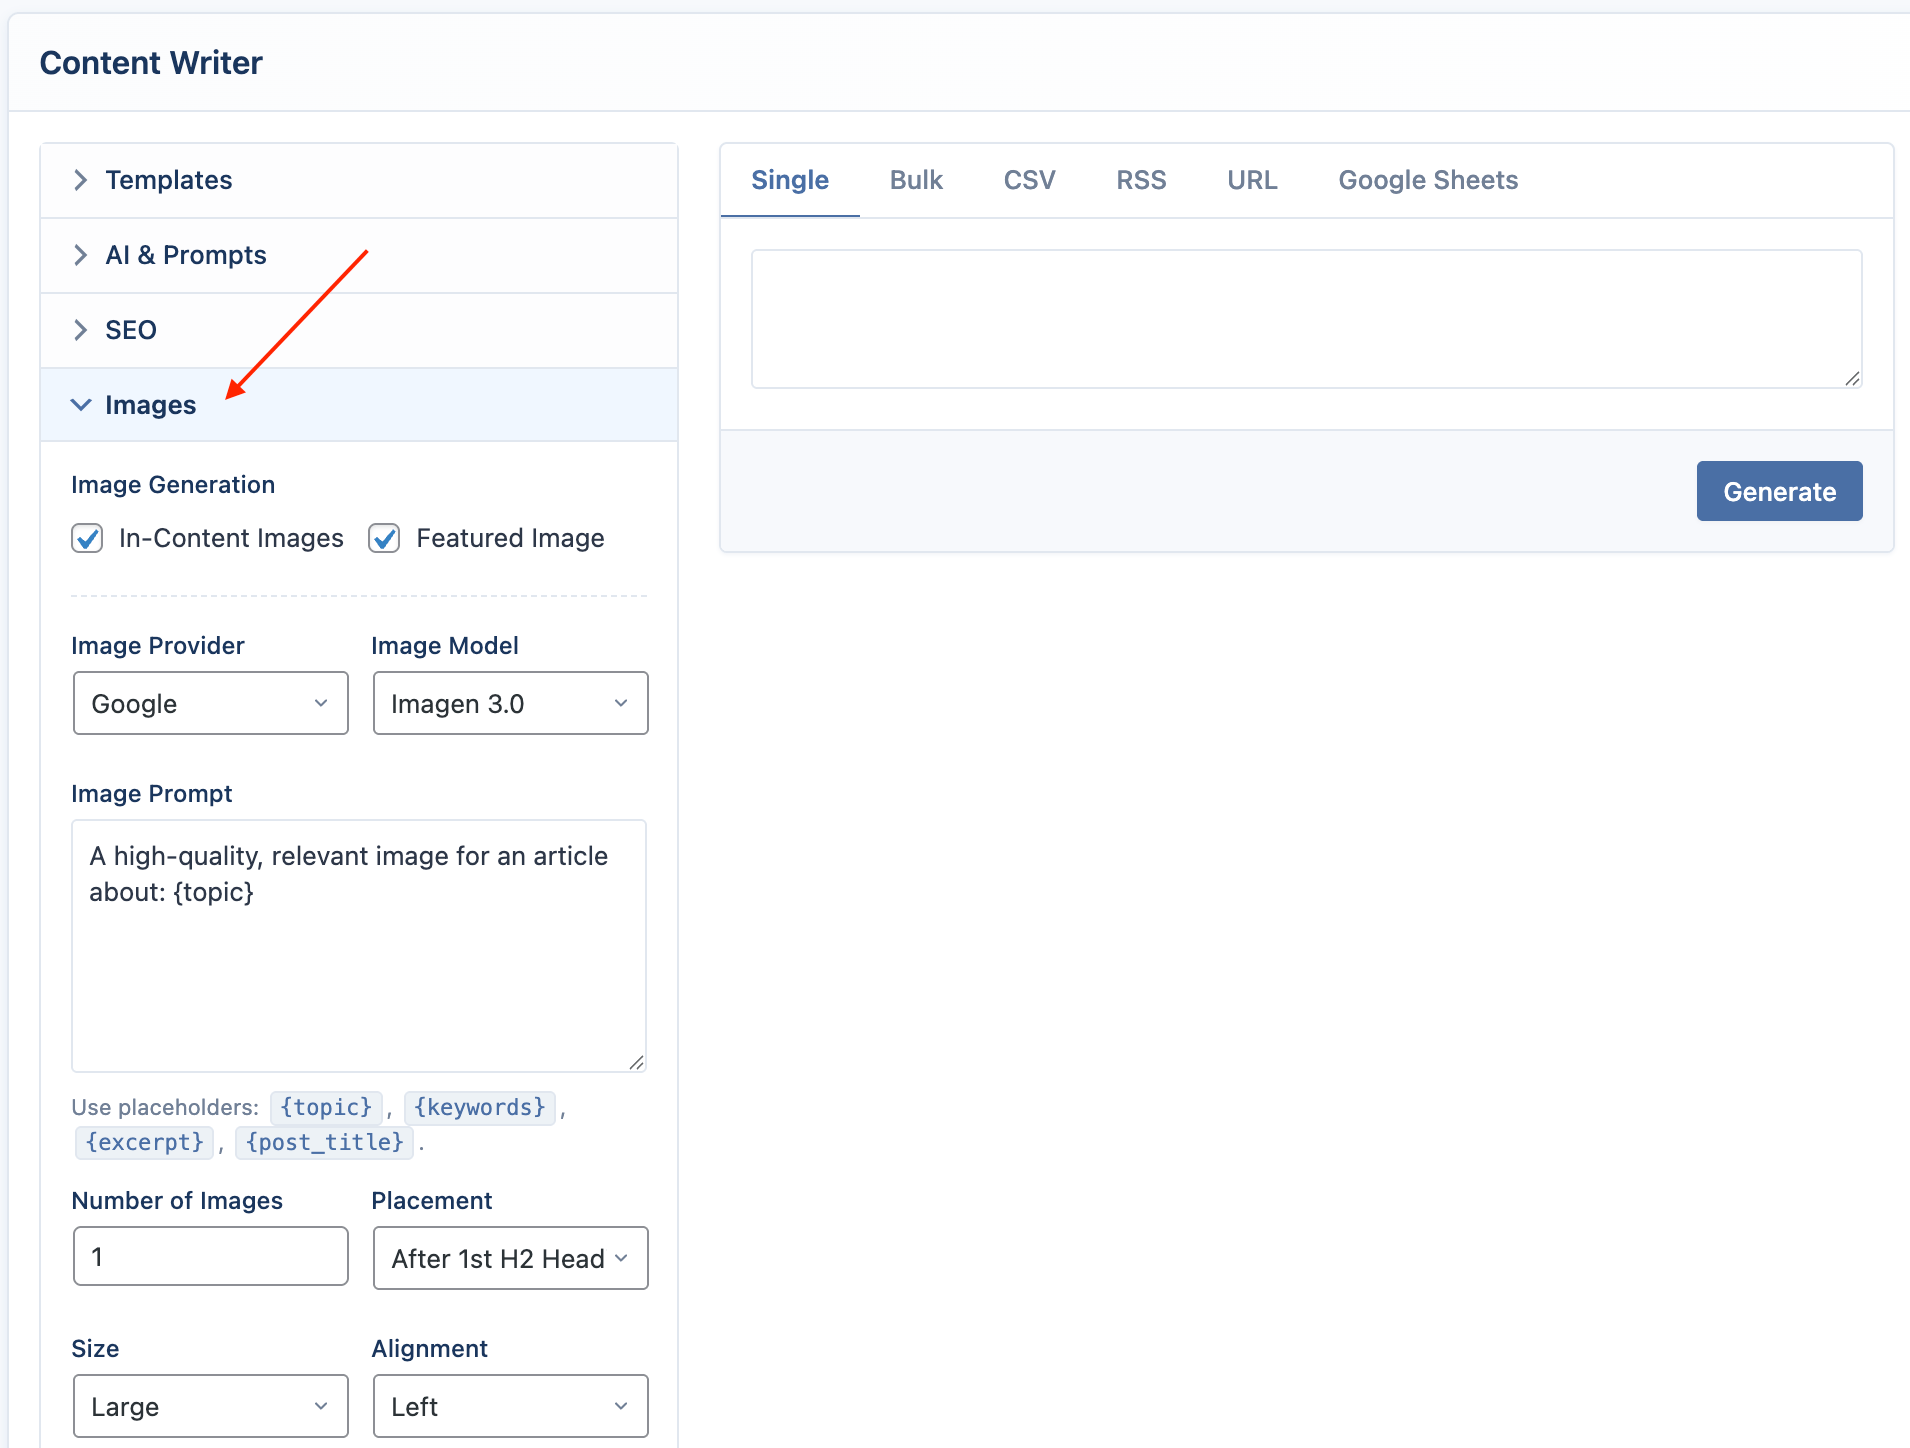 Content Writer
Templates
AI & Prompts
SEO
Images
Image Generation
In-Content Images Featured Image
Image Provider Image Model
Google Imagen 3.0
Image Prompt
A high-quality, relevant image for an article
about: {topic}
Use placeholders: {topic} , {keywords} ,
{excerpt} , {post_title} .
Number of Images Placement
1 After 1st H2 Head
Size Alignment
Large Left
Single Bulk CSV RSS URL Google Sheets
Generate